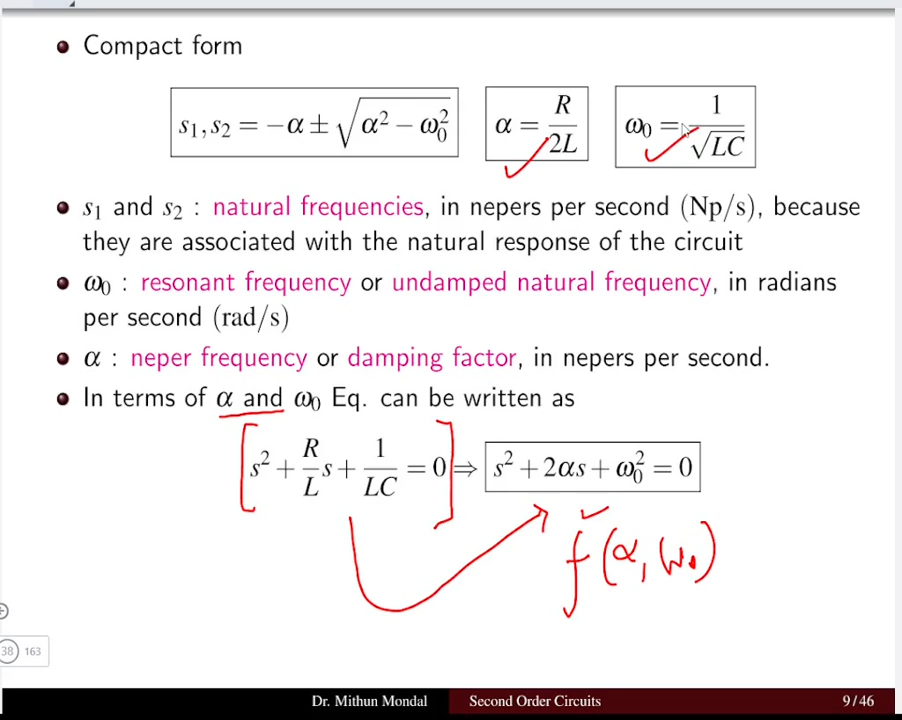 Compact form
s₁, s₂ = −α ± √(α² − ω₀²)   α = R/2L   ω₀ = 1/√LC
s₁ and s₂ : natural frequencies, in nepers per second (Np/s), because
they are associated with the natural response of the circuit
ω₀ : resonant frequency or undamped natural frequency, in radians
per second (rad/s)
α : neper frequency or damping factor, in nepers per second.
In terms of α and ω₀ Eq. can be written as
[s² + R/L s + 1/LC = 0] ⇒ s² + 2αs + ω₀² = 0
f(α, ω₀)
38 163
Dr. Mithun Mondal Second Order Circuits 9 / 46